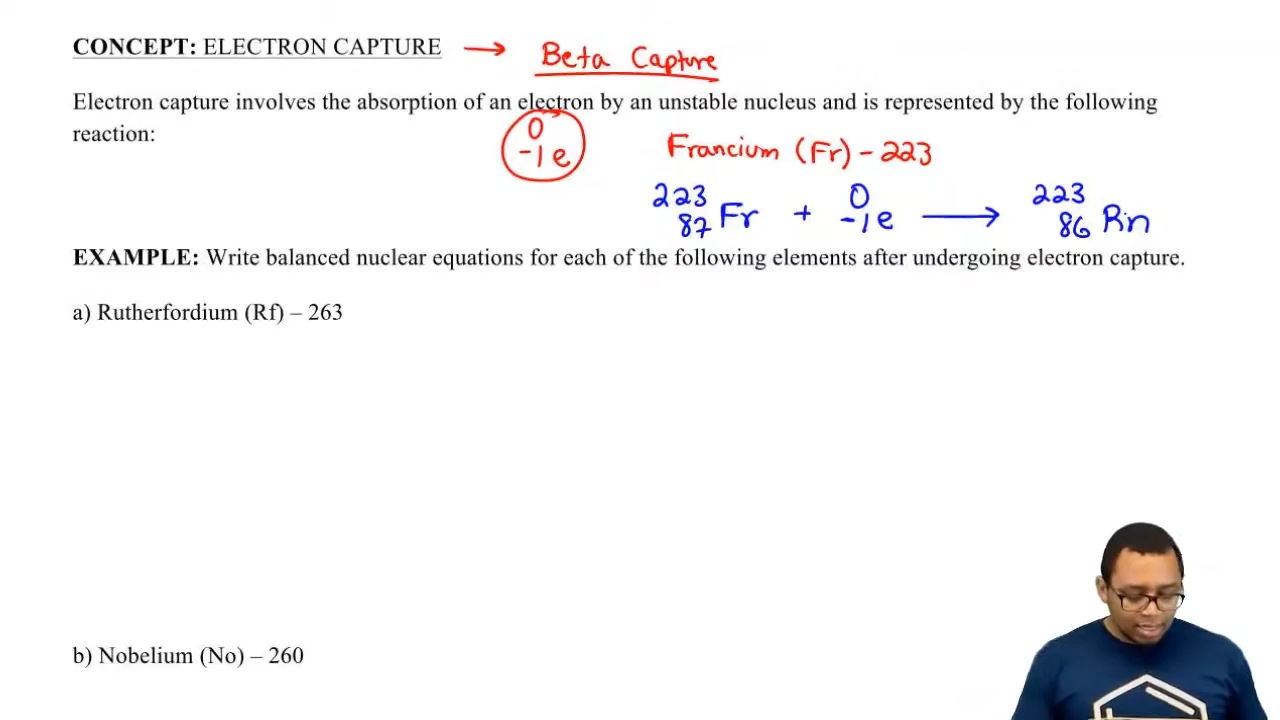 CONCEPT: ELECTRON CAPTURE → Beta Capture
Electron capture involves the absorption of an electron by an unstable nucleus and is represented by the following
reaction:
0
-1 e
Francium (Fr) - 223
223 87 Fr + 0 -1 e → 223 86 Rn
EXAMPLE: Write balanced nuclear equations for each of the following elements after undergoing electron capture.
a) Rutherfordium (Rf) – 263
b) Nobelium (No) – 260